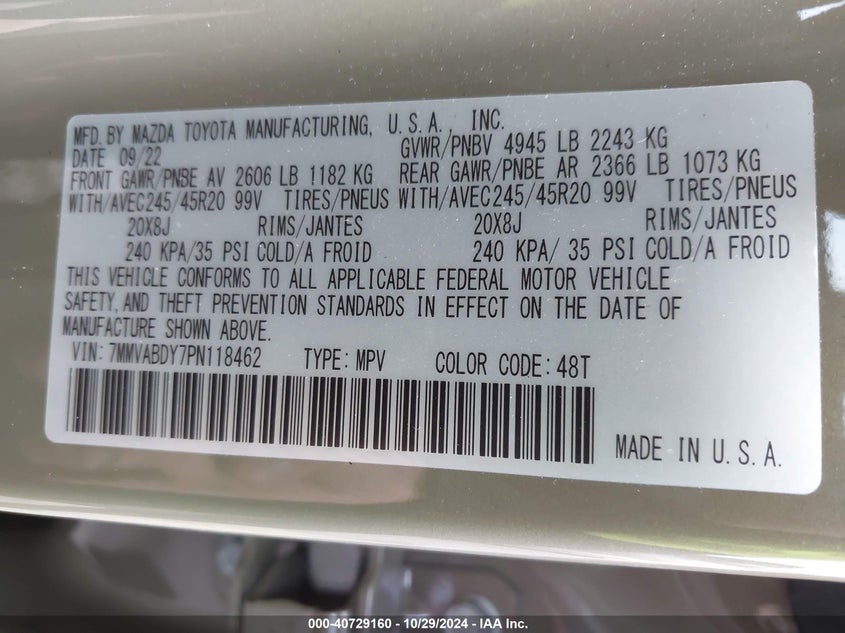 MFD. BY MAZDA TOYOTA MANUFACTURING, U.S.A. INC.
DATE 09/22 GVWR/PNBV 4945 LB 2243 KG
FRONT GAWR/PNBE AV 2606 LB 1182 KG REAR GAWR/PNBE AR 2366 LB 1073 KG
WITH/AVEC245/45R20 99V TIRES/PNEUS WITH/AVEC245/45R20 99V TIRES/PNEUS
20X8J RIMS/JANTES 20X8J RIMS/JANTES
240 KPA/35 PSI COLD/A FROID 240 KPA/ 35 PSI COLD/A FROID
THIS VEHICLE CONFORMS TO ALL APPLICABLE FEDERAL MOTOR VEHICLE
SAFETY, AND THEFT PREVENTION STANDARDS IN EFFECT ON THE DATE OF
MANUFACTURE SHOWN ABOVE.
VIN: 7MMVABDY7PN118462 TYPE: MPV COLOR CODE: 48T
MADE IN U.S.A.
000-40729160 - 10/29/2024 - IAAI.com